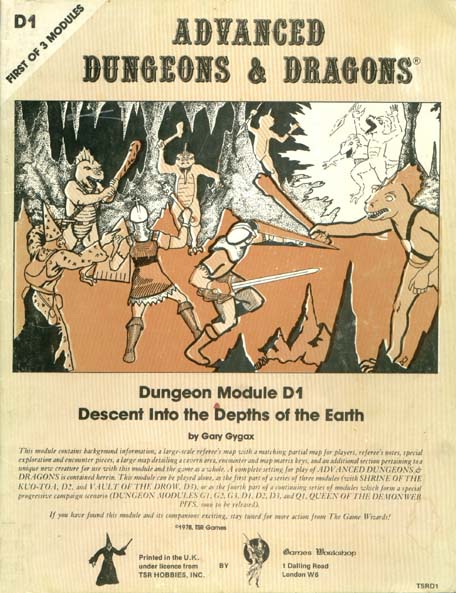 D1
FIRST OF 3 MODULES
ADVANCED
DUNGEONS & DRAGONS®
Dungeon Module D1
Descent Into the Depths of the Earth
by Gary Gygax
This module contains background information, a large-scale referee's map with a matching partial map for players, referee's notes, special
exploration and encounter pieces, a large map detailing a cavern area, encounter and map matrix keys, and an additional section pertaining to a
unique new creature for use with this module and the game as a whole. A complete setting for play of ADVANCED DUNGEONS &
DRAGONS is contained herein. This module can be played alone, as the first part of a series of three modules (with SHRINE OF THE
KUO-TOA, D2, and VAULT OF THE DROW, D3), or as the fourth part of a continuing series of modules which form a special
progressive campaign scenario (DUNGEON MODULES G1, G2, G3, D1, D2, D3, and Q1, QUEEN OF THE DEMONWEB
PITS, soon to be released).
If you have found this module and its companions exciting, stay tuned for more action from The Game Wizards!
©1978, TSR Games
Printed in the U.K.
under licence from
TSR HOBBIES, INC.
BY
Games Workshop
1 Dalling Road
London W6
TSRD1